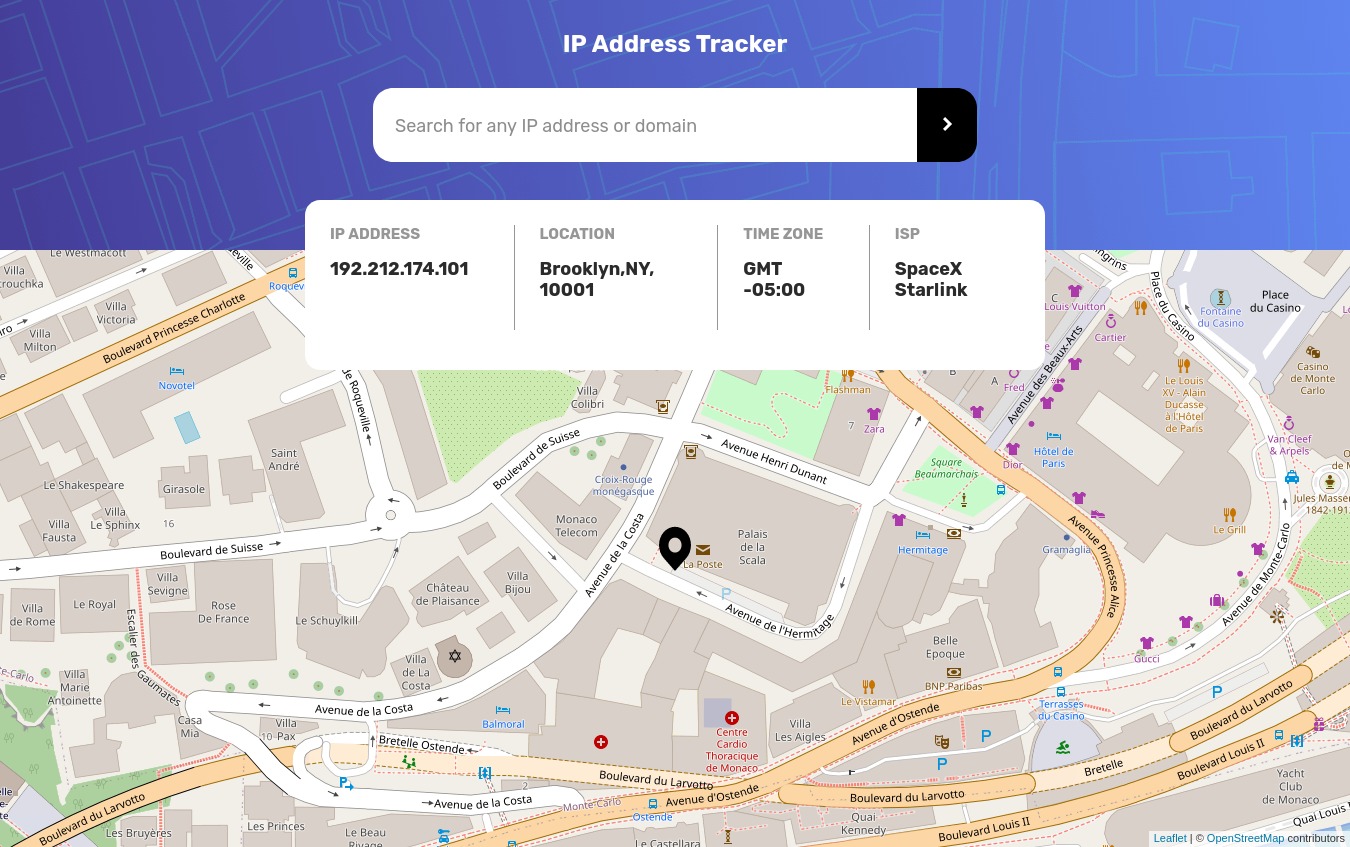 IP Address Tracker
Search for any IP address or domain
IP ADDRESS
192.212.174.101
LOCATION
Brooklyn,NY,
10001
TIME ZONE
GMT
-05:00
ISP
SpaceX
Starlink
Le Westmacott
Villa
Villa
Victoria
Villa
Milton
Boulevard Princesse Charlotte
Novotel
de Roqueville
Villa
Colibri
Flashman
Zara
7
B
A
C
Louis Vuitton
Cartier
Fred
Avenue des Beaux-Arts
Place du Casino
Fontaine
du Casino
Place
du Casino
Casino
de Monte
Carlo
Le Louis
XV - Alain
Ducasse
à l'Hôtel
de Paris
Van Cleef
& Arpels
Hôtel de
Paris
Dior
Jules Massen
1842-191
Le Grill
Saint
André
Le Shakespeare
Girasole
Villa
Le Sphinx
16
Villa
Fausta
Boulevard de Suisse
Boulevard de Suisse
Croix-Rouge
monégasque
Monaco
Telecom
Avenue Henri Dunant
Square
Beaumarchais
Palais
de la
Scala
La Poste
Hermitage
Gramaglia
Avenue Princesse Alice
Avenue de Monte-Carlo
Avenue de la Costa
P
Avenue de l'Hermitage
Villa
Sevigne
Château
de Plaisance
Villa
Bijou
Villa
de Rome
Le Royal
Rose
De France
Le Schuylkill
Escalier des Gaumates
Villa
de La
Costa
Villa
Marie
Antoinette
Belle
Epoque
BNP Paribas
Le Vistamar
Gucci
Terrasses
du Casino
P
Boulevard du Larvotto
Casa
Mia
Villa
Pax
10
Avenue de la Costa
Balmoral
Bretelle Ostende
Centre
Cardio
Thoracique
de Monaco
Villa
Les Aigles
Avenue d'Ostende
P
P
Bretelle
Boulevard Louis II
Yacht
Club
de Monaco
P
2
Boulevard du Larvotto
Avenue d'Ostende
Boulevard du Larvotto
Avenue de la Costa
Monte-Carlo
Ostende
Boulevard du Larvotto
Les Bruyères
Les Princes
Le Beau
Rivage
Le Castellara
Quai
Kennedy
Boulevard Louis II
Quai Louis
Leaflet | © OpenStreetMap contributors